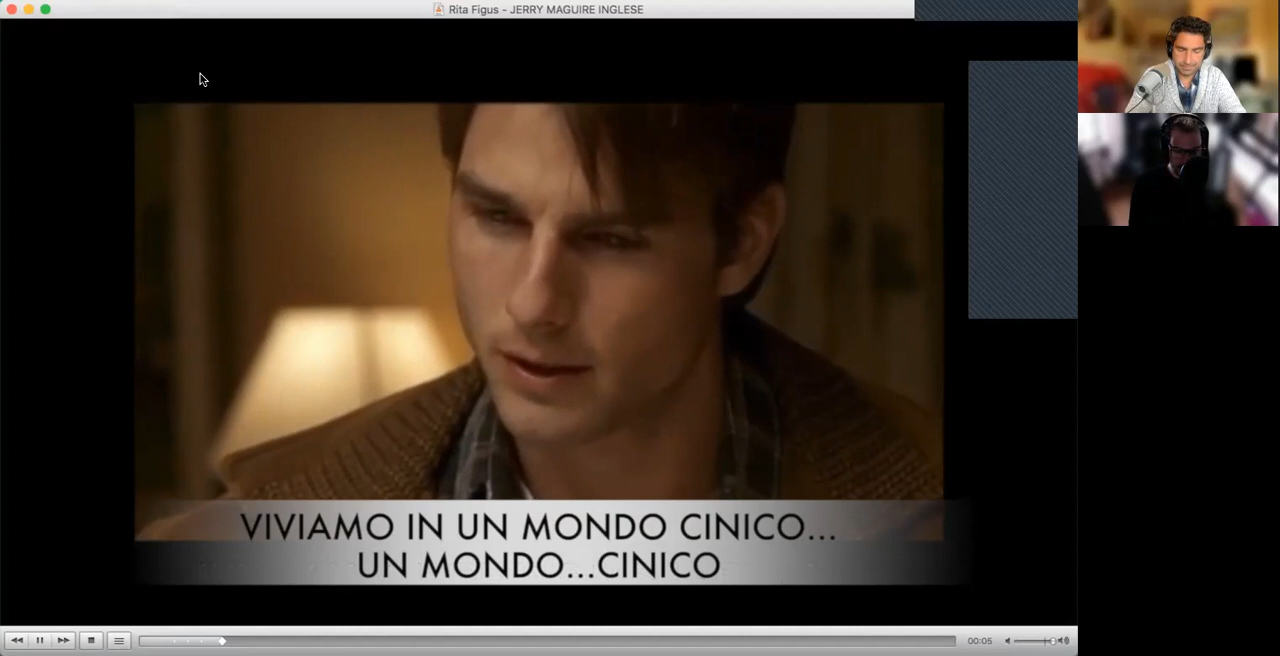 Rita Figus - JERRY MAGUIRE INGLESE
VIVIAMO IN UN MONDO CINICO...
UN MONDO...CINICO
00:05